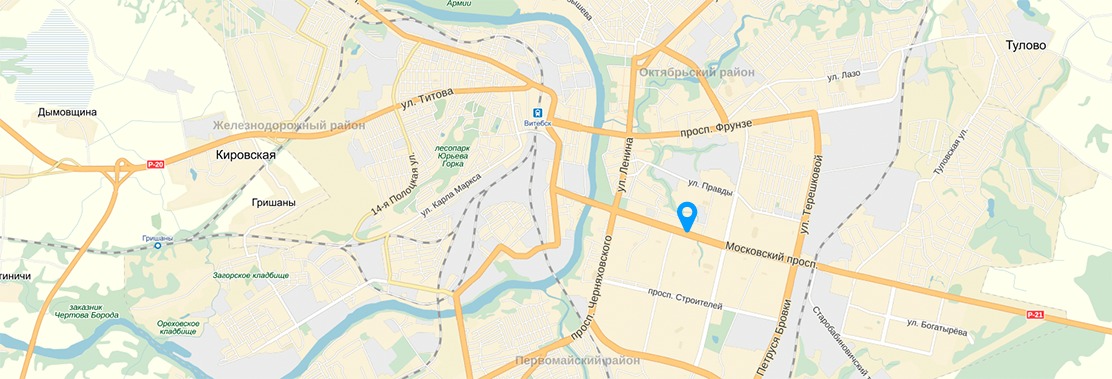 Армии
Тулово
Октябрьский район
ул. Лазо
ул. Титова
Дымовщина
Витебск
просп. Фрунзе
Железнодорожный район
лесопарк
Юрьева
Горка
Кировская
P-20
14-я Полоцкая ул.
ул. Карла Маркса
ул. Ленина
ул. Правды
ул. Терешковой
Туловская ул.
Гришаны
Гришаны
Московский просп.
Загорское кладбище
просп. Черняховского
просп. Строителей
заказник
Чертова Борода
Ореховское
кладбище
P-21
ул. Богатырёва
Петруся Бровки
Первомайский район